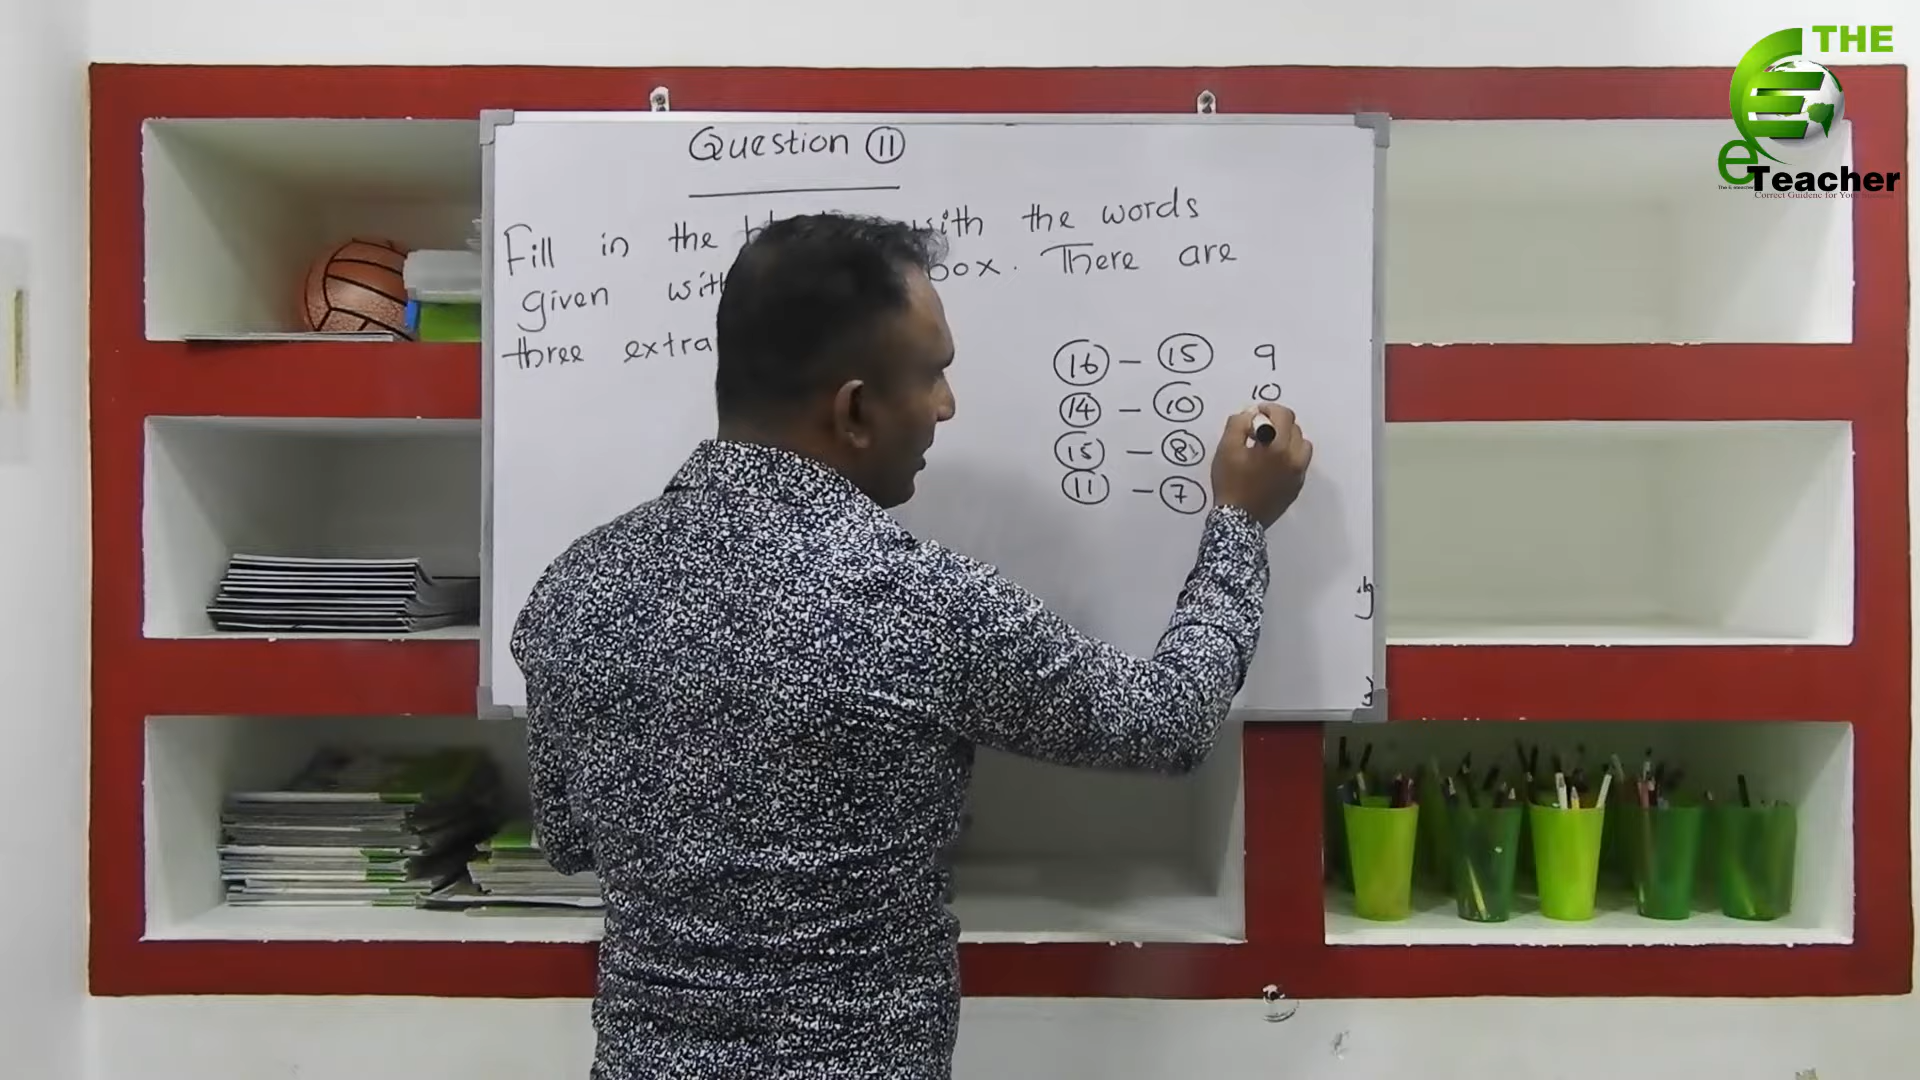 Question 11
Fill in the with the words
given box. There are
three extra
16 - 15 9
14 - 10 10
15 - 8
11 - 7
THE
e Teacher